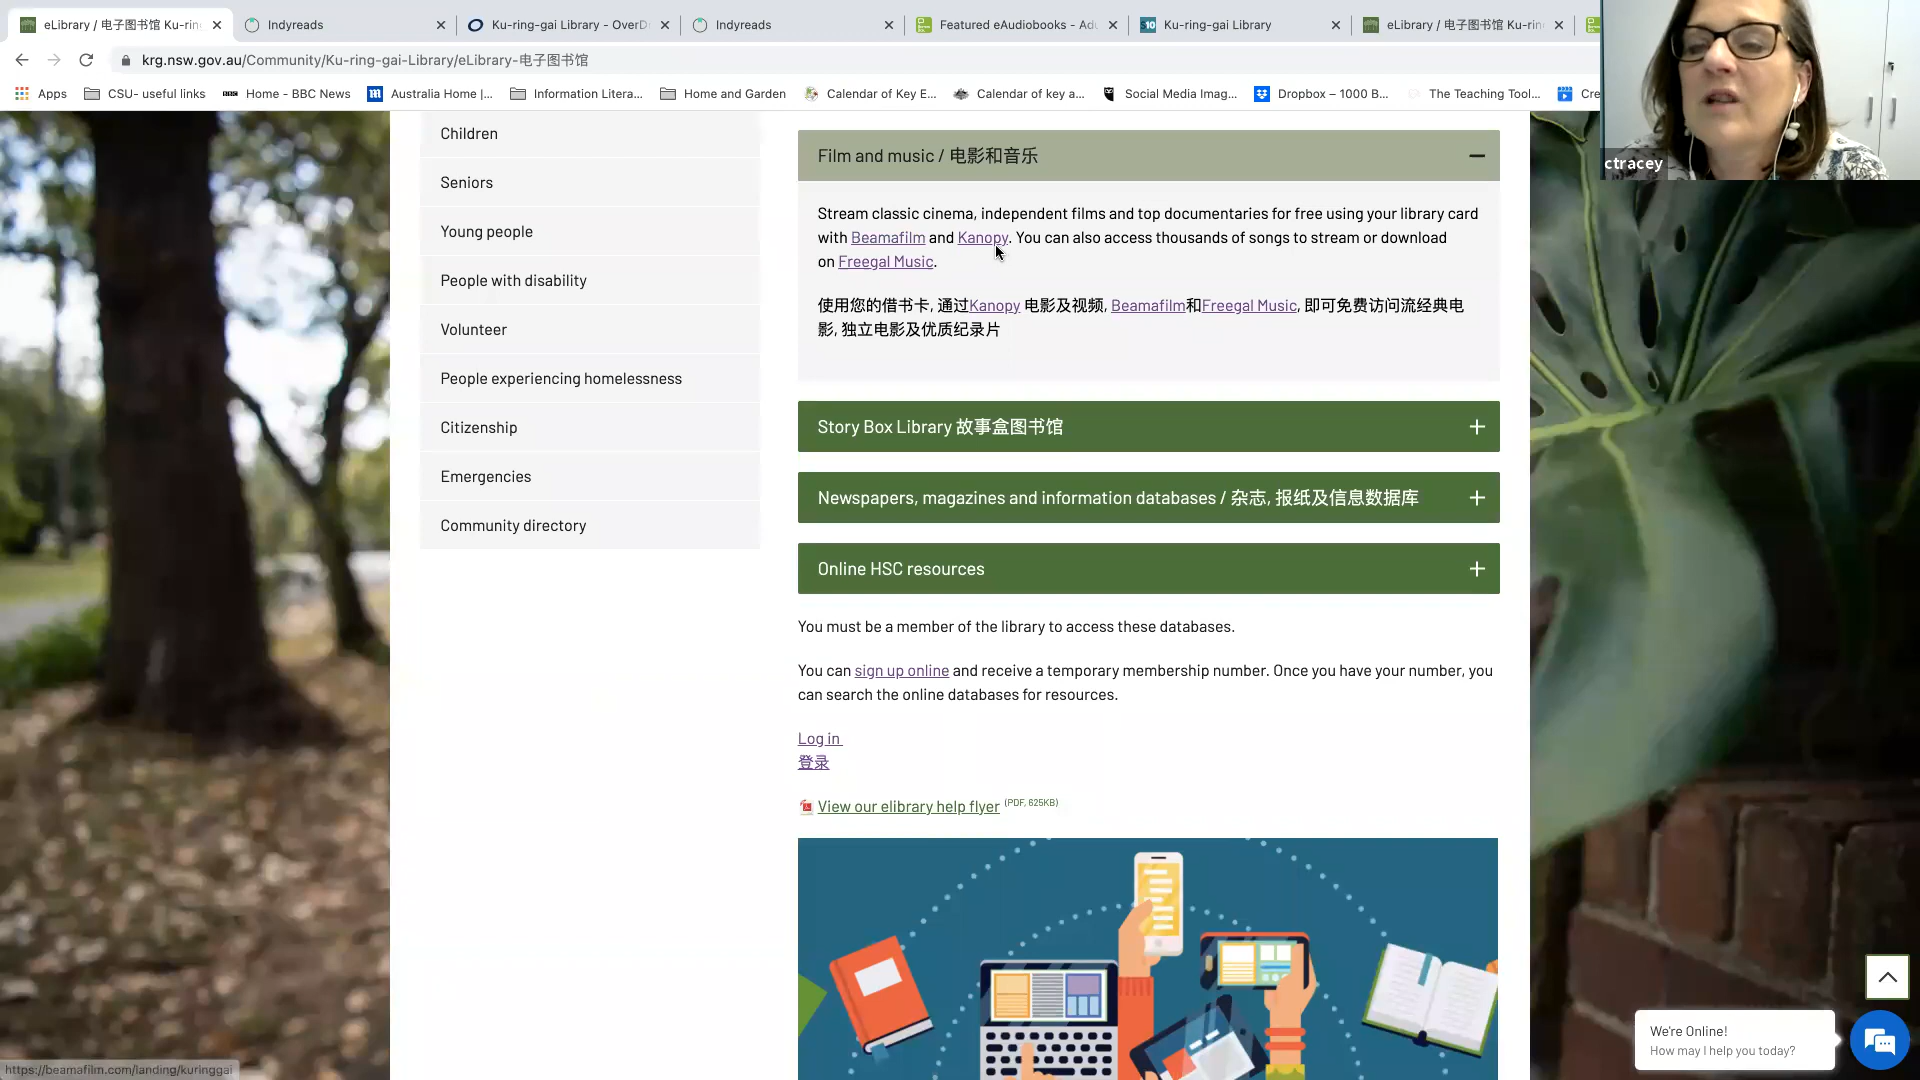 eLibrary / 电子图书馆 Ku-ring
Indyreads
Ku-ring-gai Library - OverD
Indyreads
Featured eAudiobooks - Adu
Ku-ring-gai Library
eLibrary / 电子图书馆 Ku-rin
krg.nsw.gov.au/Community/Ku-ring-gai-Library/eLibrary-电子图书馆
Apps
CSU- useful links
Home - BBC News
Australia Home |...
Information Litera...
Home and Garden
Calendar of Key E...
Calendar of key a...
Social Media Imag...
Dropbox – 1000 B...
The Teaching Tool...
Cre
ctracey
Children
Seniors
Young people
People with disability
Volunteer
People experiencing homelessness
Citizenship
Emergencies
Community directory
Film and music / 电影和音乐
Stream classic cinema, independent films and top documentaries for free using your library card
with Beamafilm and Kanopy. You can also access thousands of songs to stream or download
on Freegal Music.
使用您的借书卡, 通过Kanopy 电影及视频, Beamafilm和Freegal Music, 即可免费访问流经典电
影, 独立电影及优质纪录片
Story Box Library 故事盒图书馆
Newspapers, magazines and information databases / 杂志, 报纸及信息数据库
Online HSC resources
You must be a member of the library to access these databases.
You can sign up online and receive a temporary membership number. Once you have your number, you
can search the online databases for resources.
Log in
登录
View our elibrary help flyer (PDF, 625KB)
We're Online!
How may I help you today?
https://beamafilm.com/landing/kuringgai